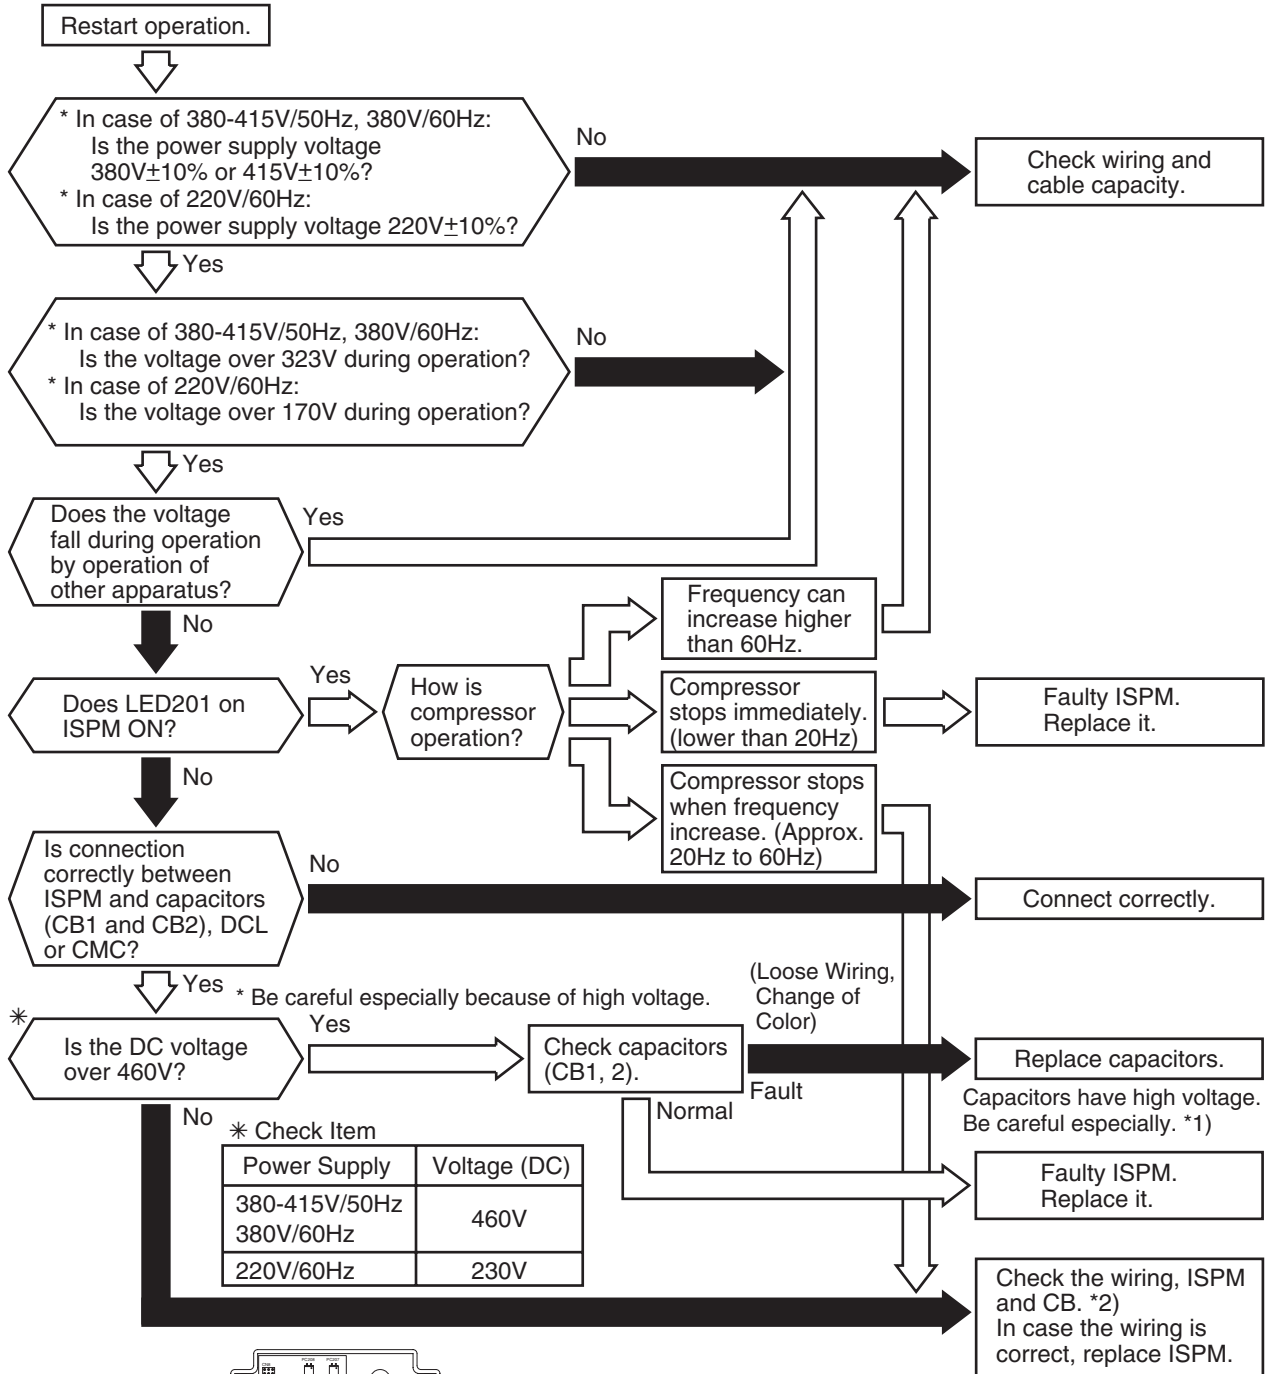 Restart operation.
* In case of 380-415V/50Hz, 380V/60Hz:
Is the power supply voltage
380V±10% or 415V±10%?
* In case of 220V/60Hz:
Is the power supply voltage 220V±10%?
No
Check wiring and
cable capacity.
Yes
* In case of 380-415V/50Hz, 380V/60Hz:
Is the voltage over 323V during operation?
* In case of 220V/60Hz:
Is the voltage over 170V during operation?
No
Yes
Does the voltage
fall during operation
by operation of
other apparatus?
Yes
No
Does LED201 on
ISPM ON?
Yes
How is
compressor
operation?
Frequency can
increase higher
than 60Hz.
Compressor
stops immediately.
(lower than 20Hz)
Faulty ISPM.
Replace it.
Compressor stops
when frequency
increase. (Approx.
20Hz to 60Hz)
No
Is connection
correctly between
ISPM and capacitors
(CB1 and CB2), DCL
or CMC?
No
Connect correctly.
Yes
* Be careful especially because of high voltage.
✳
Is the DC voltage
over 460V?
Yes
Check capacitors
(CB1, 2).
(Loose Wiring,
Change of
Color)
Fault
Replace capacitors.
Capacitors have high voltage.
Be careful especially. *1)
Normal
Faulty ISPM.
Replace it.
No
✳ Check Item
Power Supply Voltage (DC)
380-415V/50Hz
380V/60Hz
460V
220V/60Hz 230V
Check the wiring, ISPM
and CB. *2)
In case the wiring is
correct, replace ISPM.